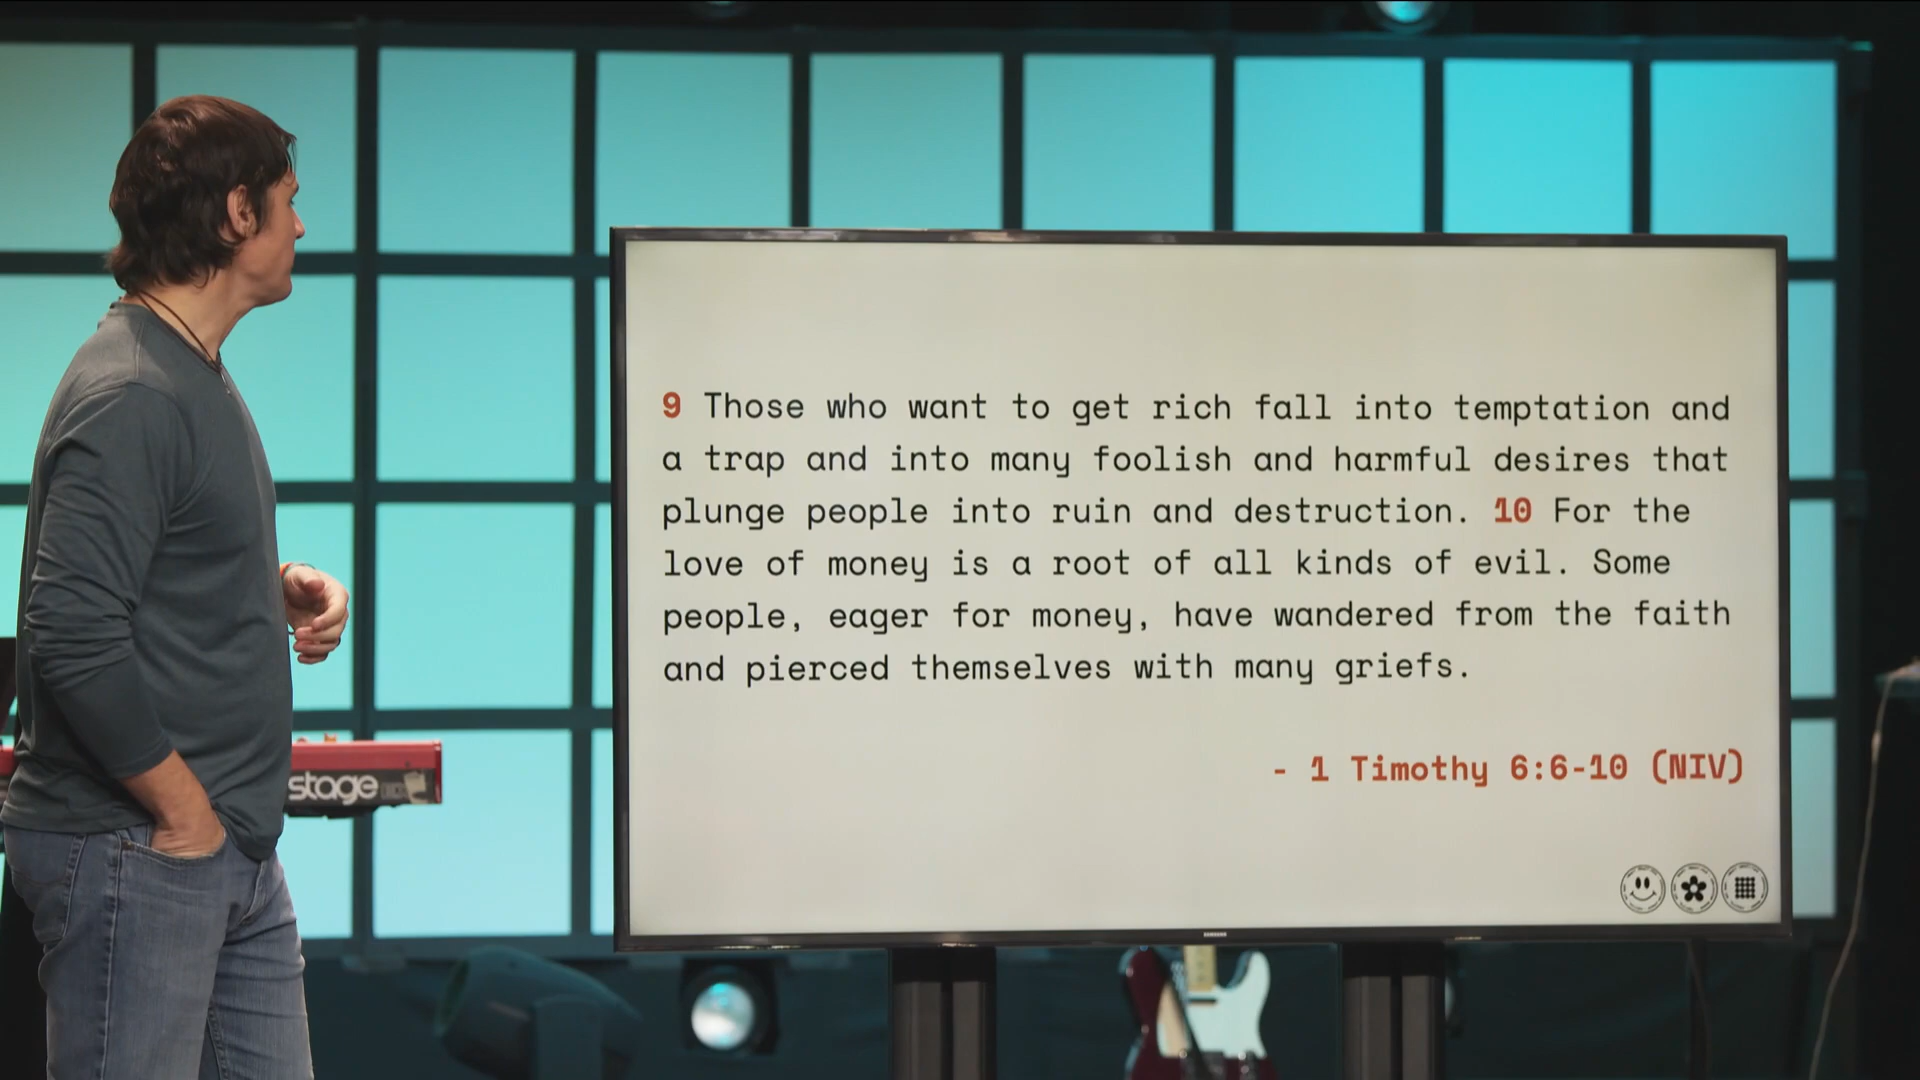 9 Those who want to get rich fall into temptation and
a trap and into many foolish and harmful desires that
plunge people into ruin and destruction. 10 For the
love of money is a root of all kinds of evil. Some
people, eager for money, have wandered from the faith
and pierced themselves with many griefs.
- 1 Timothy 6:6-10 (NIV)
stage
SAMSUNG